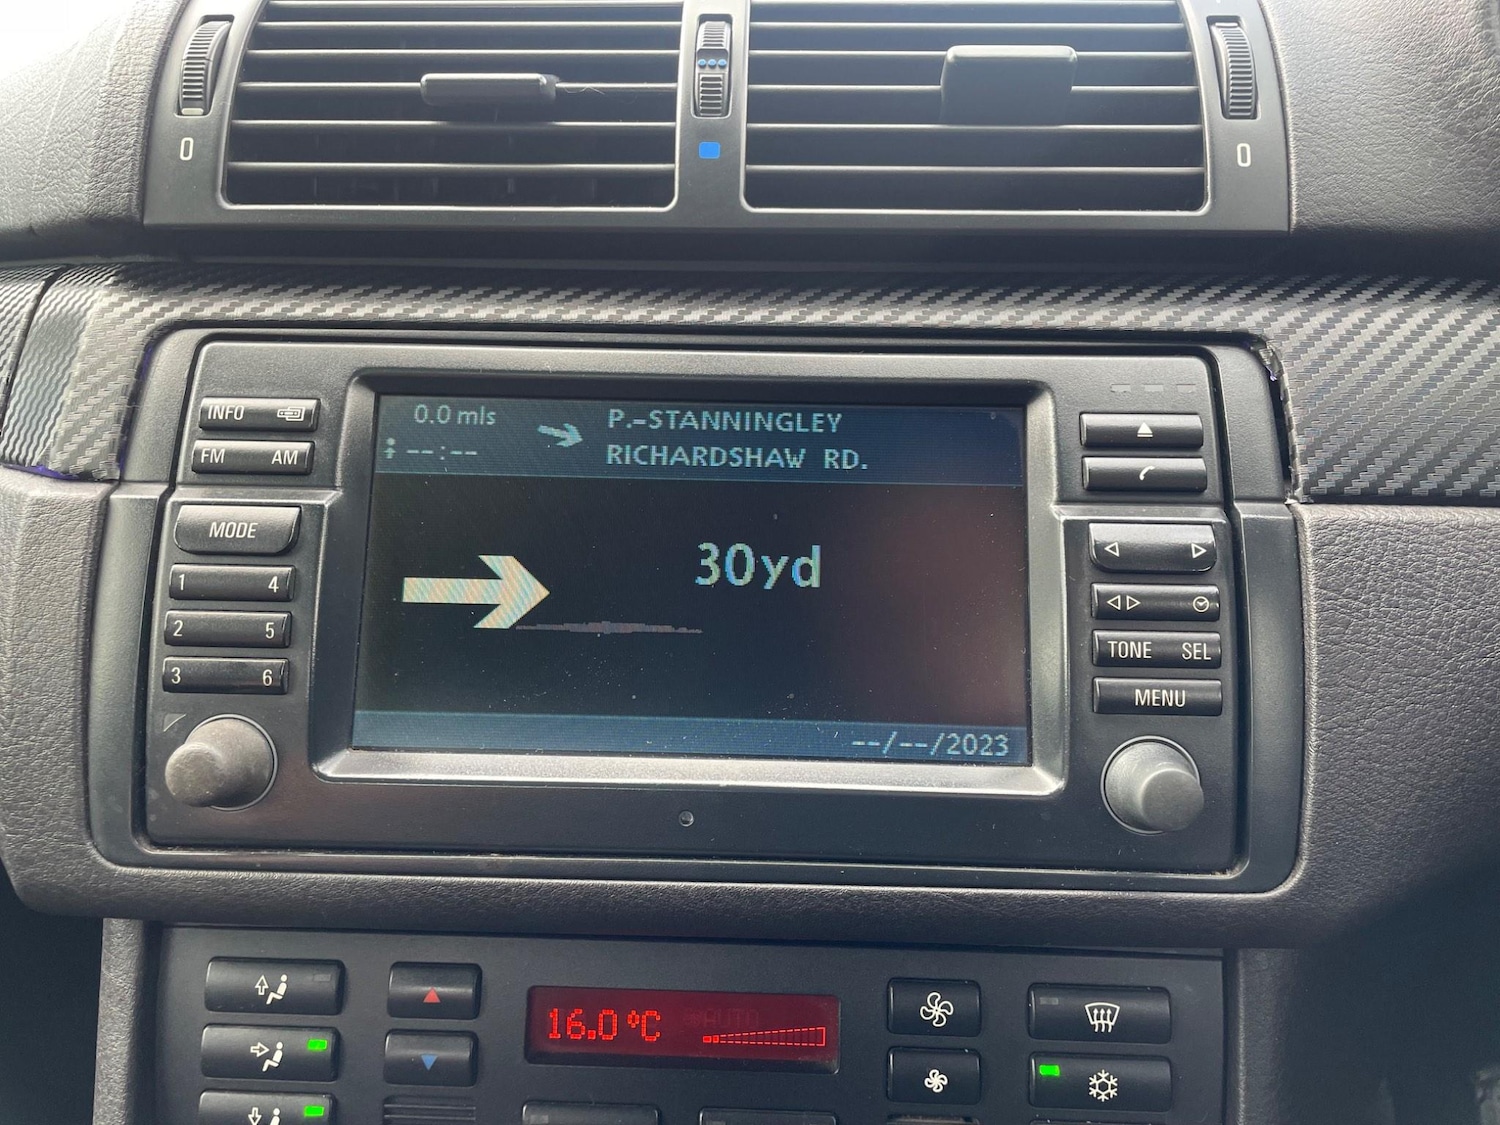 0
0
INFO
FM AM
MODE
1 4
2 5
3 6
0.0 mls
--:--
P.-STANNINGLEY
RICHARDSHAW RD.
30yd
--/--/2023
TONE SEL
MENU
16.0°C
AUTO